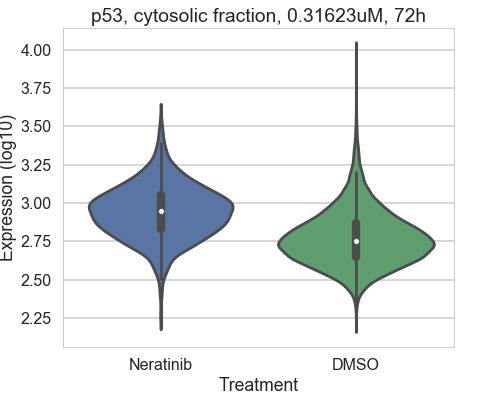 p53, cytosolic fraction, 0.31623uM, 72h
Expression (log10)
4.00
3.75
3.50
3.25
3.00
2.75
2.50
2.25
Neratinib DMSO
Treatment